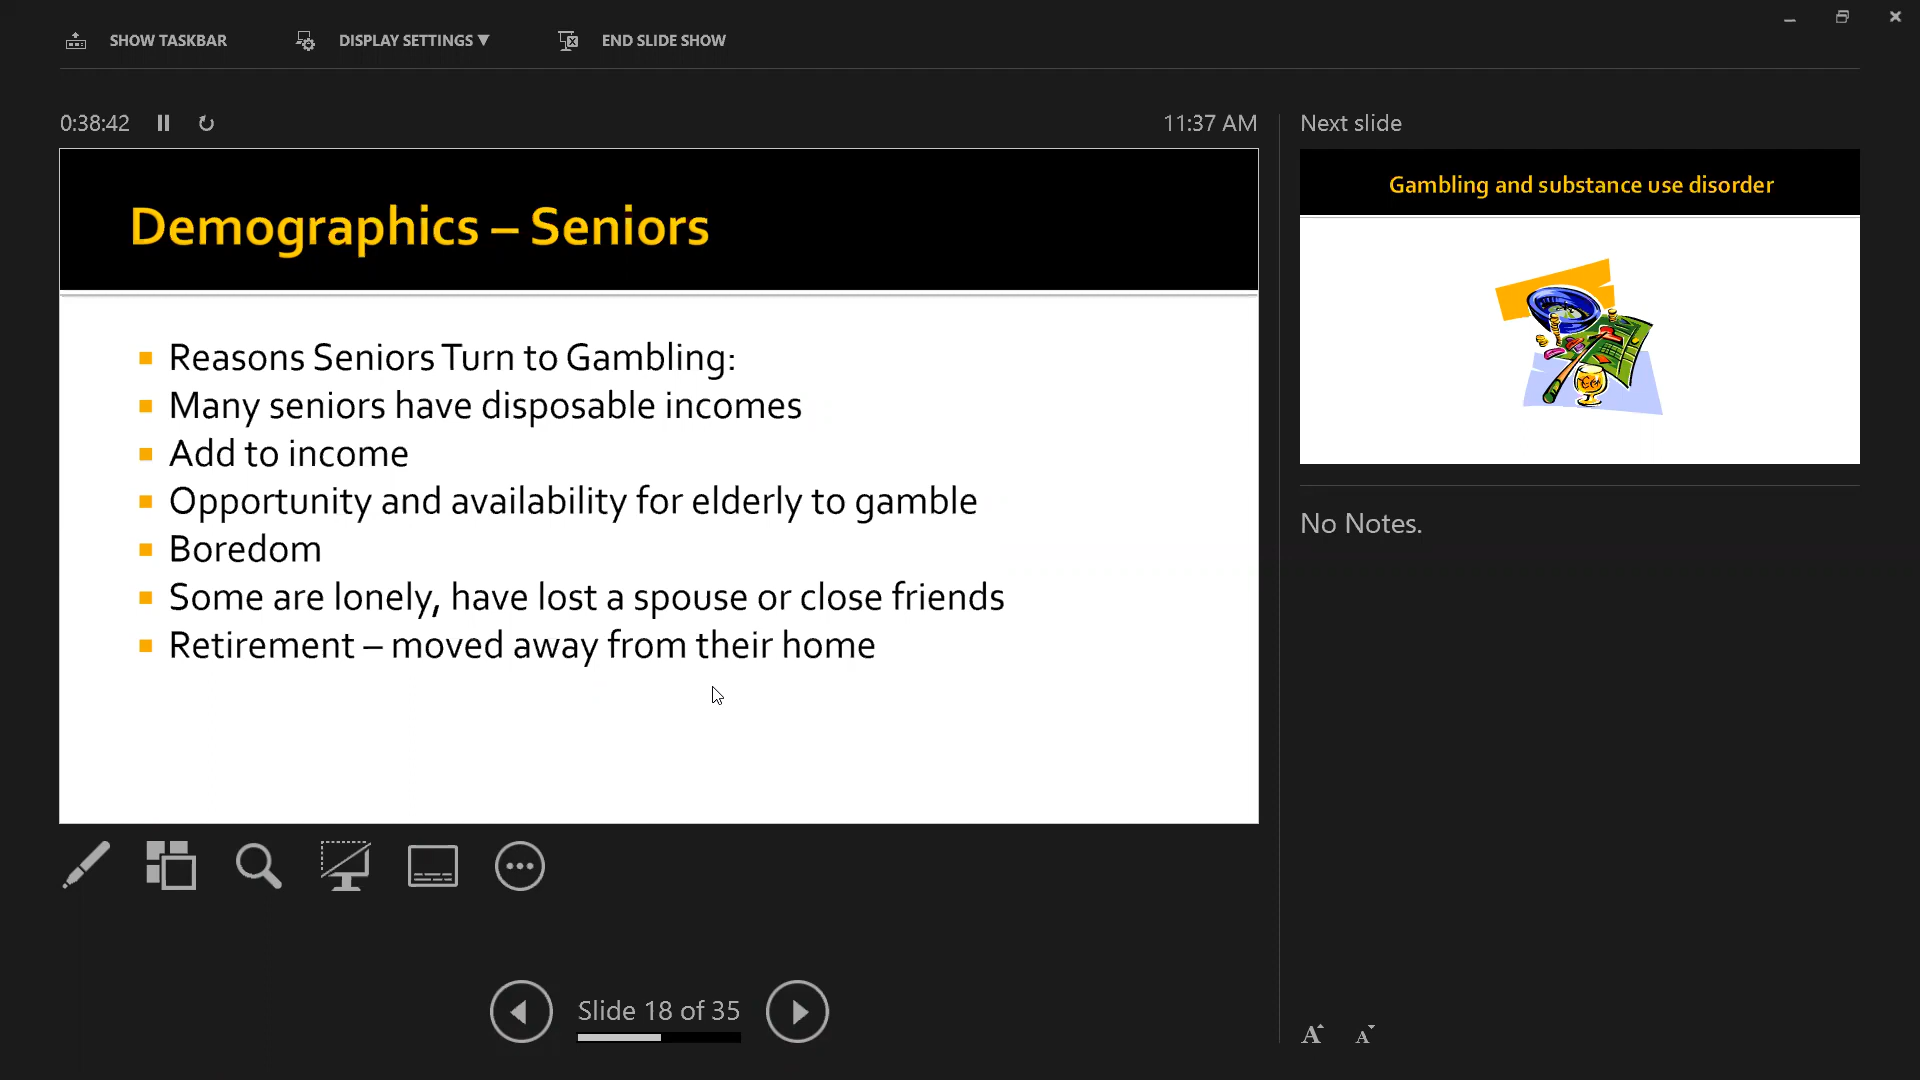 SHOW TASKBAR
DISPLAY SETTINGS ▼
END SLIDE SHOW
0:38:42
11:37 AM
Next slide
Demographics – Seniors
Reasons Seniors Turn to Gambling:
Many seniors have disposable incomes
Add to income
Opportunity and availability for elderly to gamble
Boredom
Some are lonely, have lost a spouse or close friends
Retirement – moved away from their home
Gambling and substance use disorder
No Notes.
Slide 18 of 35
A A